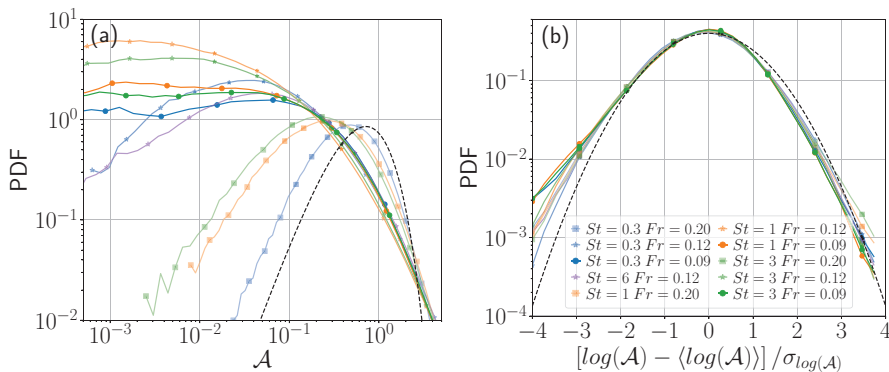 (a)
PDF
10^1
10^0
10^{-1}
10^{-2}
10^{-3} 10^{-2} 10^{-1} 10^0
𝒜
(b)
PDF
10^{-1}
10^{-2}
10^{-3}
10^{-4}
St = 0.3 Fr = 0.20
St = 0.3 Fr = 0.12
St = 0.3 Fr = 0.09
St = 6 Fr = 0.12
St = 1 Fr = 0.20
St = 1 Fr = 0.12
St = 1 Fr = 0.09
St = 3 Fr = 0.20
St = 3 Fr = 0.12
St = 3 Fr = 0.09
−4 −3 −2 −1 0 1 2 3 4
[log(𝒜) − ⟨log(𝒜)⟩] / σ_{log(𝒜)}